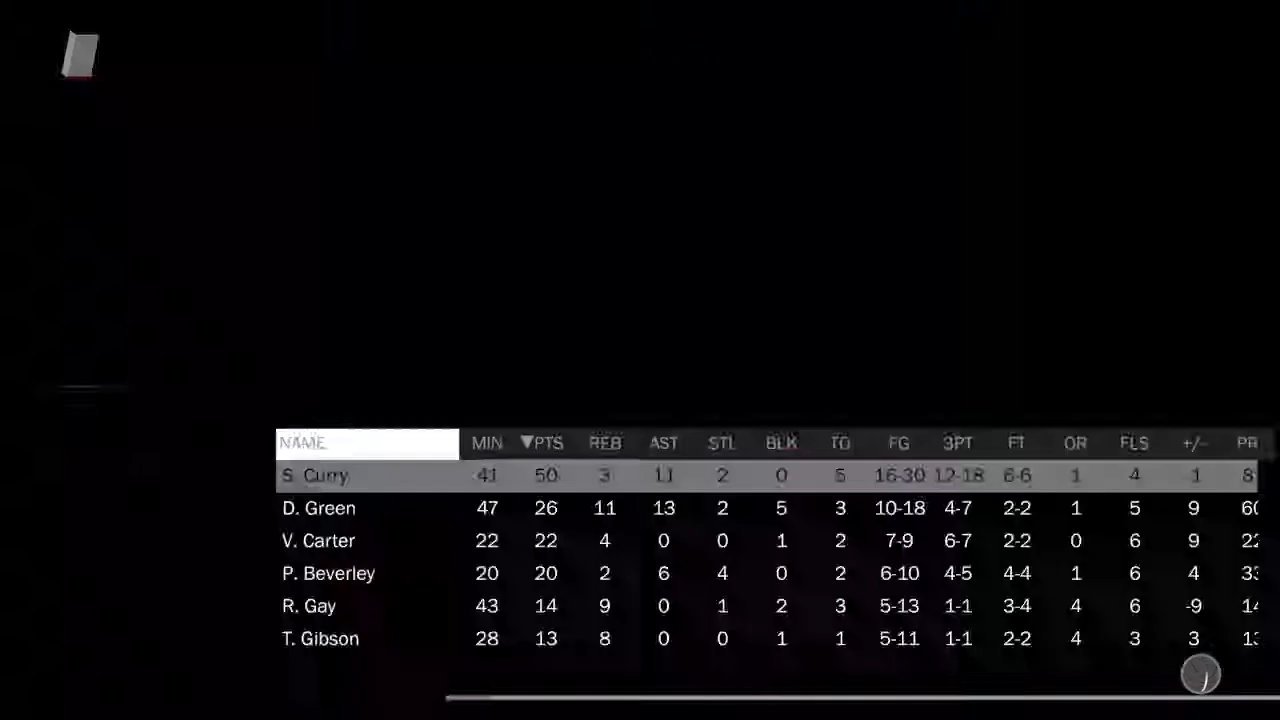 NAME MIN ▼PTS REB AST STL BLK TO FG 3PT FT OR FLS +/- PR
S. Curry 41 50 3 11 2 0 5 16-30 12-18 6-6 1 4 1 8
D. Green 47 26 11 13 2 5 3 10-18 4-7 2-2 1 5 9 60
V. Carter 22 22 4 0 0 1 2 7-9 6-7 2-2 0 6 9 22
P. Beverley 20 20 2 6 4 0 2 6-10 4-5 4-4 1 6 4 33
R. Gay 43 14 9 0 1 2 3 5-13 1-1 3-4 4 6 -9 14
T. Gibson 28 13 8 0 0 1 1 5-11 1-1 2-2 4 3 3 13